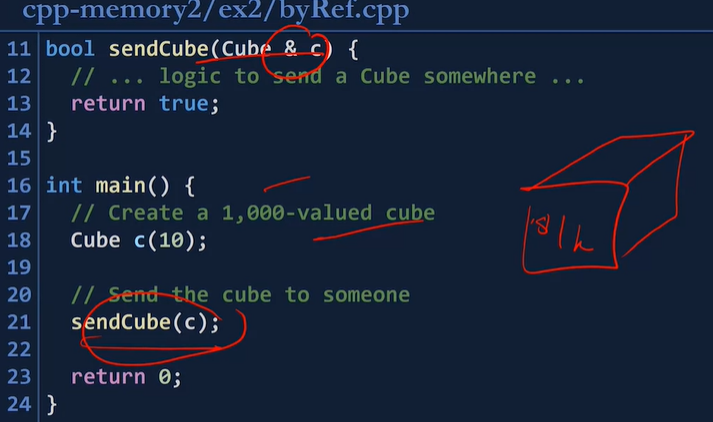 cpp-memory2/ex2/byRef.cpp
11 bool sendCube(Cube & c) {
12 // ... logic to send a Cube somewhere ...
13 return true;
14 }
15
16 int main() {
17 // Create a 1,000-valued cube
18 Cube c(10);
19
20 // Send the cube to someone
21 sendCube(c);
22
23 return 0;
24 }